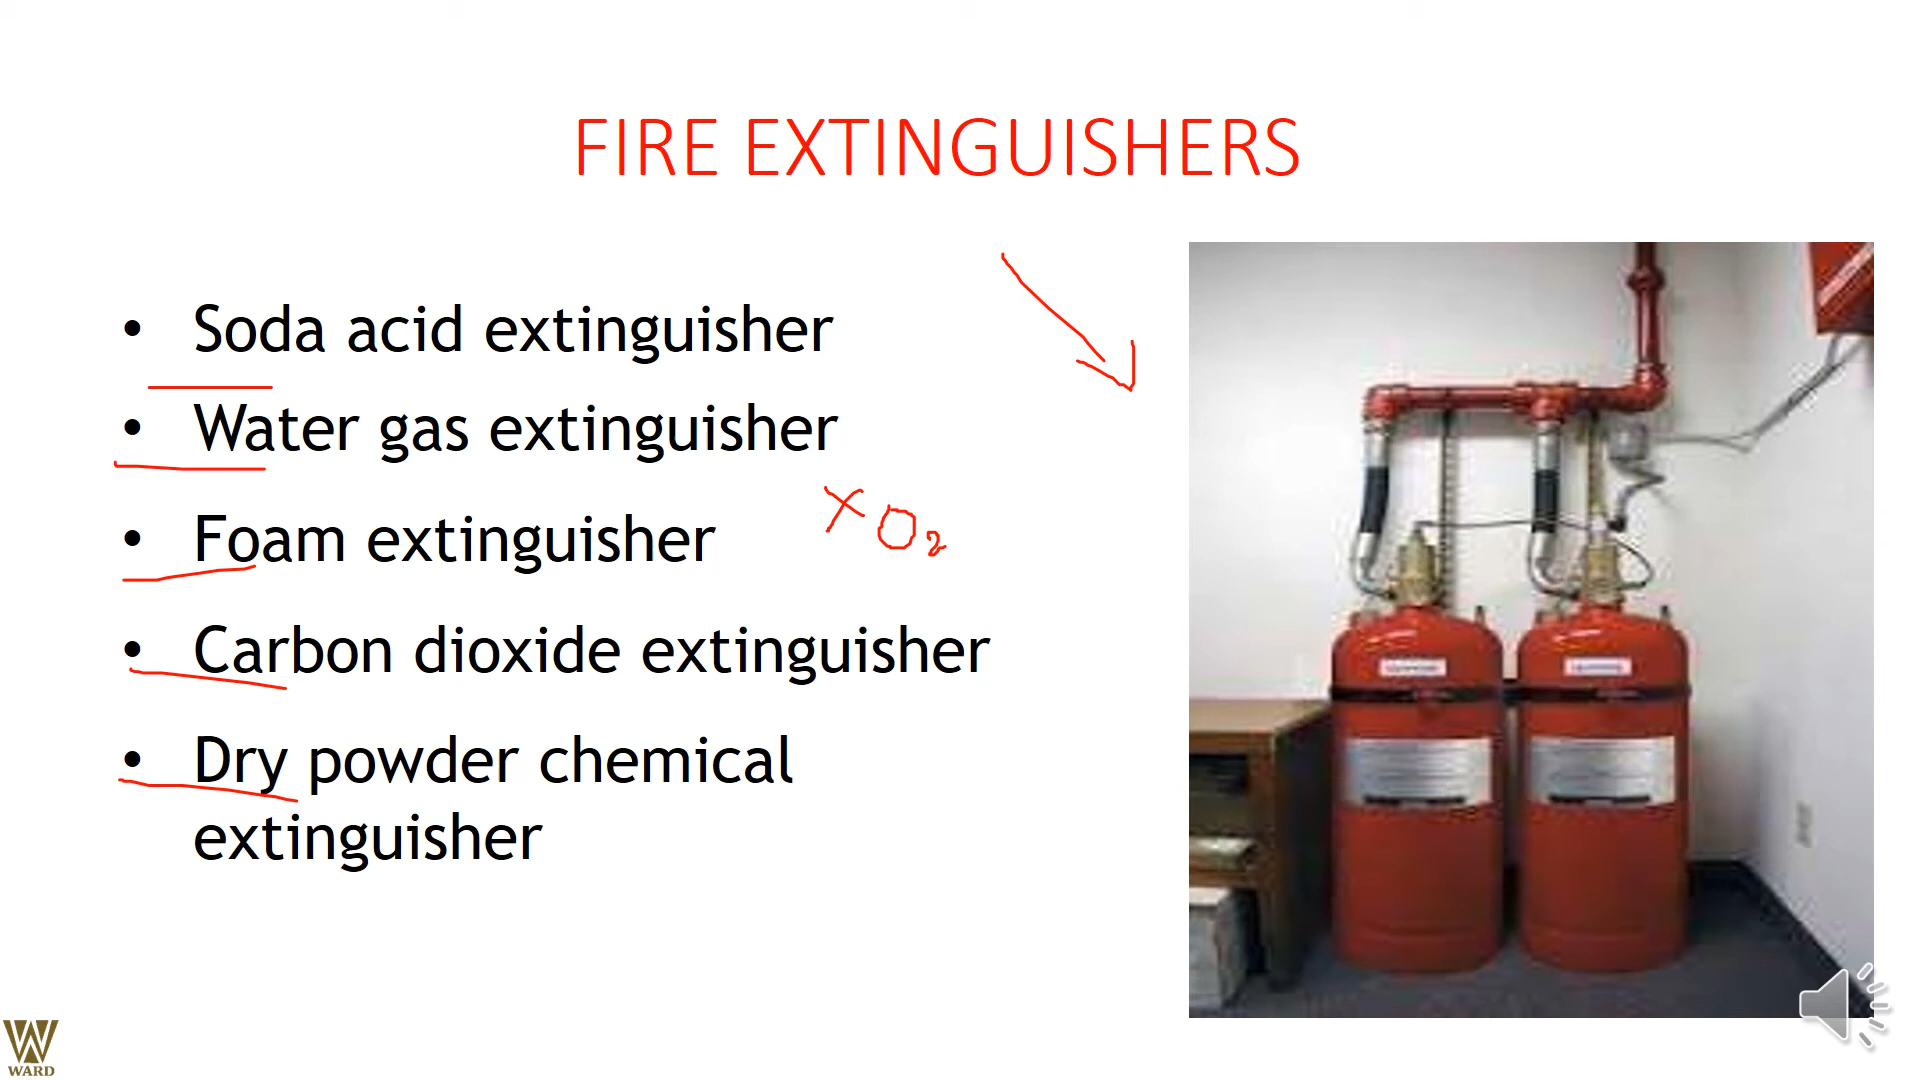 FIRE EXTINGUISHERS
• Soda acid extinguisher
• Water gas extinguisher
• Foam extinguisher
X O2
• Carbon dioxide extinguisher
• Dry powder chemical
extinguisher
WARD